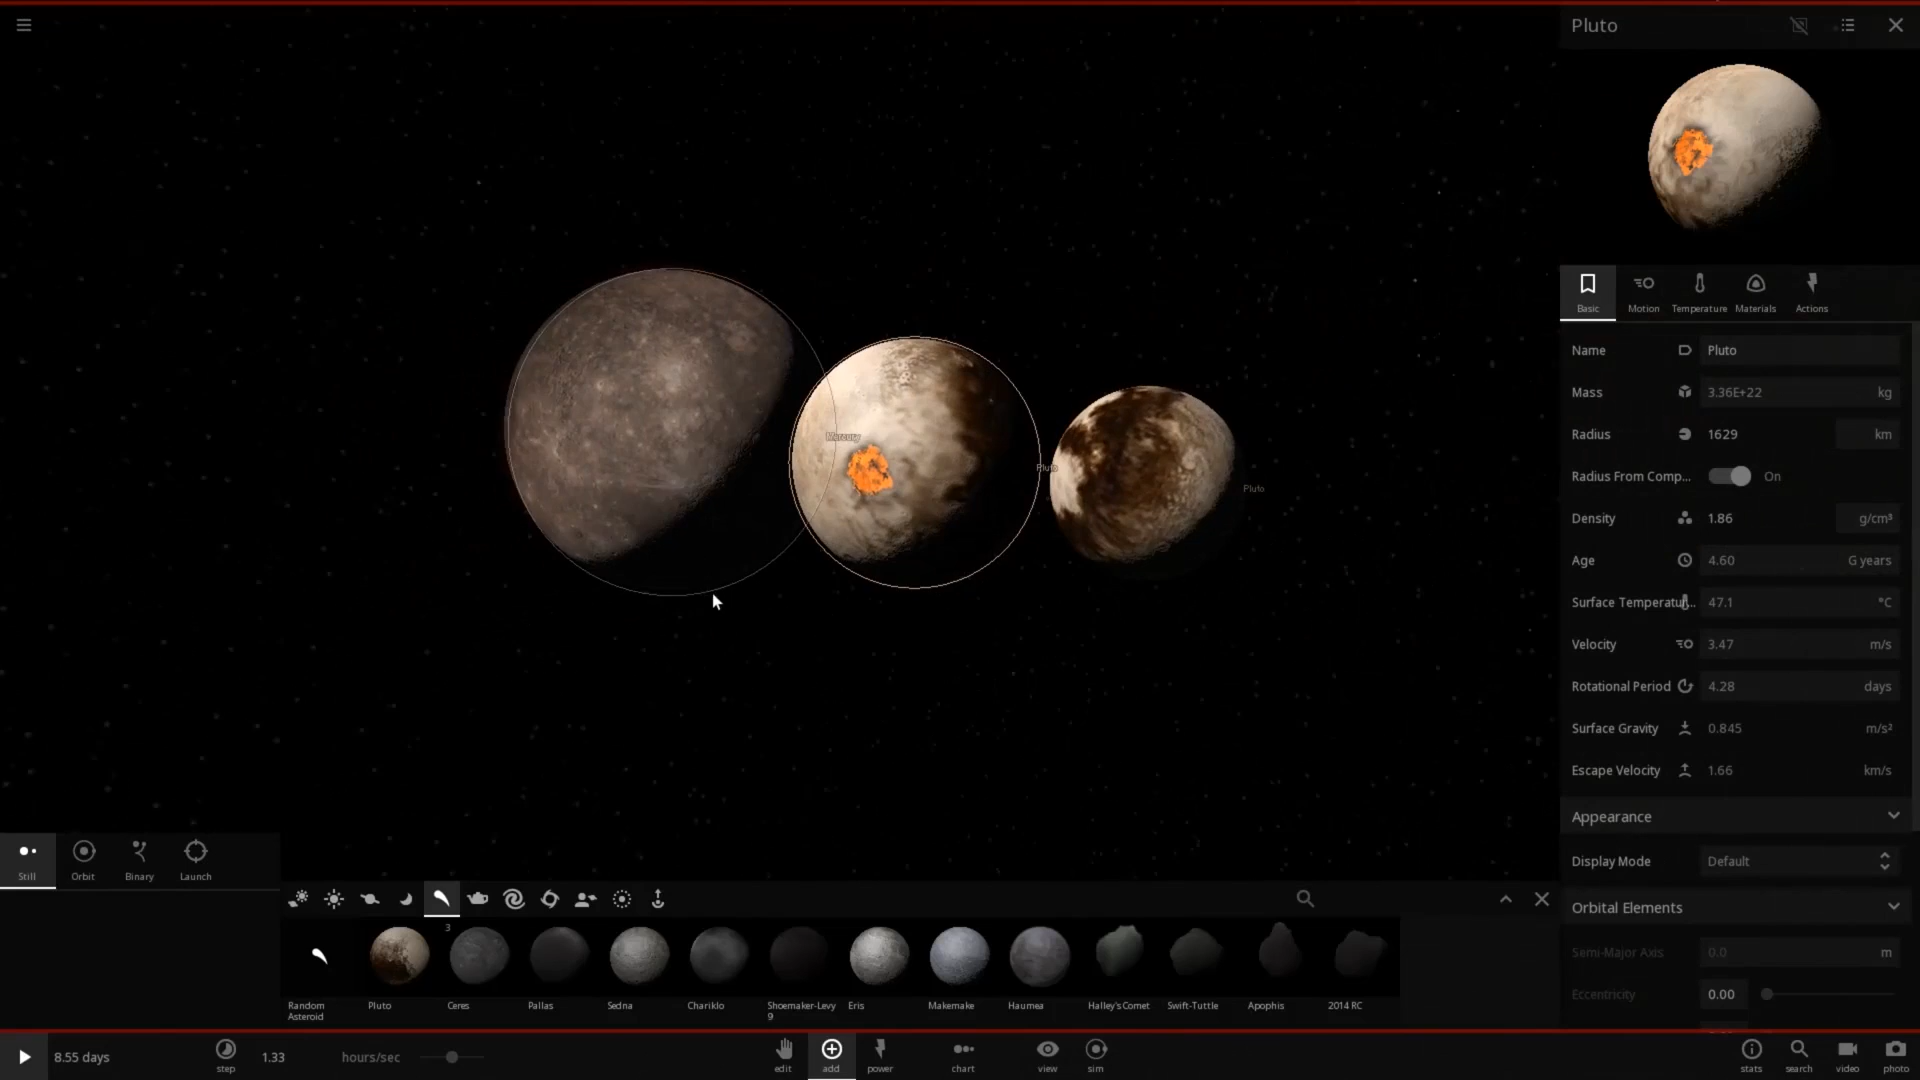 Pluto
Mercury
Pluto
Pluto
Basic
Motion
Temperature
Materials
Actions
Name
Pluto
Mass
3.36E+22
kg
Radius
1629
km
Radius From Comp...
On
Density
1.86
g/cm³
Age
4.60
G years
Surface Temperatur...
47.1
°C
Velocity
3.47
m/s
Rotational Period
4.28
days
Surface Gravity
0.845
m/s²
Escape Velocity
1.66
km/s
Appearance
Display Mode
Default
Orbital Elements
Semi-Major Axis
0.0
m
Eccentricity
0.00
Still
Orbit
Binary
Launch
3
Random
Asteroid
Pluto
Ceres
Pallas
Sedna
Chariklo
Shoemaker-Levy
9
Eris
Makemake
Haumea
Halley's Comet
Swift-Tuttle
Apophis
2014 RC
8.55 days
step
1.33
hours/sec
edit
add
power
chart
view
sim
stats
search
video
photo